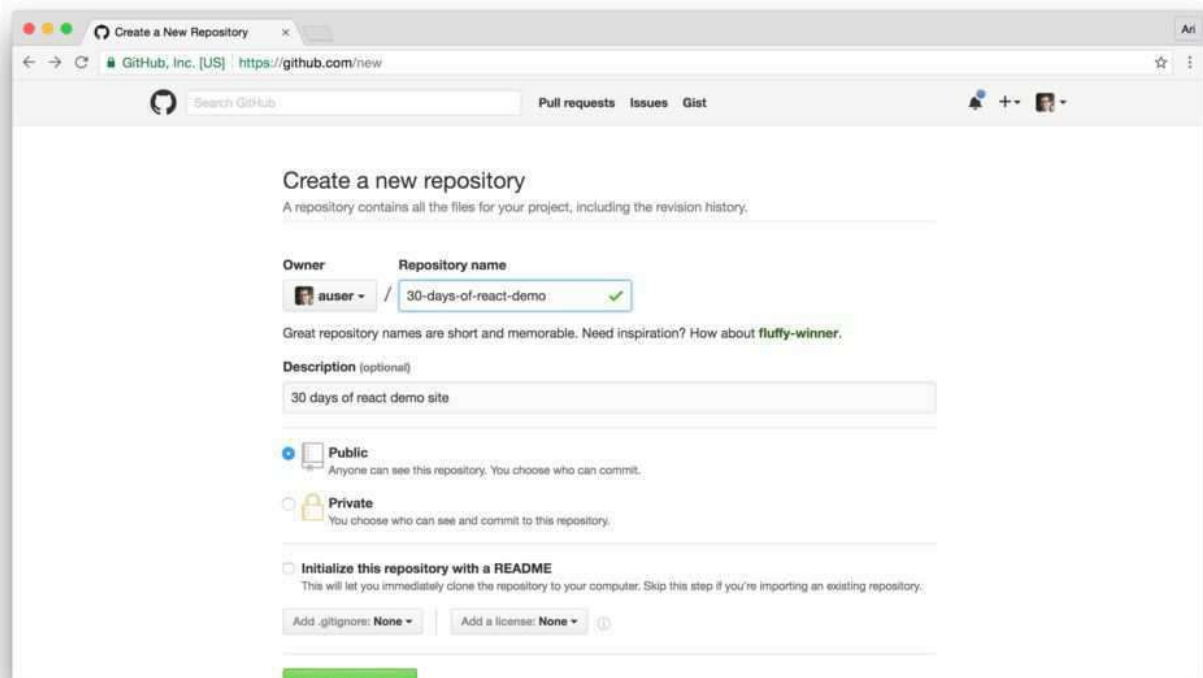 Create a New Repository
Ari
GitHub, Inc. [US] https://github.com/new
Search GitHub Pull requests Issues Gist
Create a new repository
A repository contains all the files for your project, including the revision history.
Owner Repository name
auser / 30-days-of-react-demo
Great repository names are short and memorable. Need inspiration? How about fluffy-winner.
Description (optional)
30 days of react demo site
Public
Anyone can see this repository. You choose who can commit.
Private
You choose who can see and commit to this repository.
Initialize this repository with a README
This will let you immediately clone the repository to your computer. Skip this step if you're importing an existing repository.
Add .gitignore: None Add a license: None